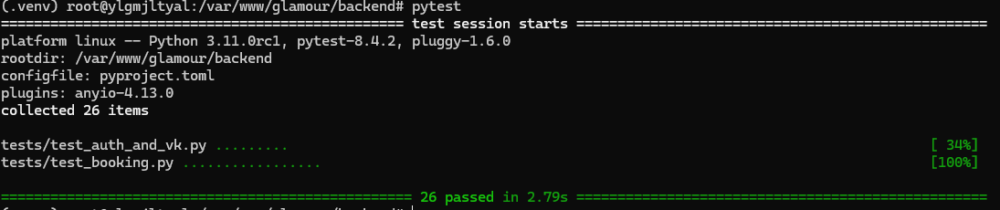 (.venv) root@ylgmjltyal:/var/www/glamour/backend# pytest
================================================= test session starts ==================================================
platform linux -- Python 3.11.0rc1, pytest-8.4.2, pluggy-1.6.0
rootdir: /var/www/glamour/backend
configfile: pyproject.toml
plugins: anyio-4.13.0
collected 26 items
tests/test_auth_and_vk.py ......... [ 34%]
tests/test_booking.py ................. [100%]
================================================== 26 passed in 2.79s ==================================================